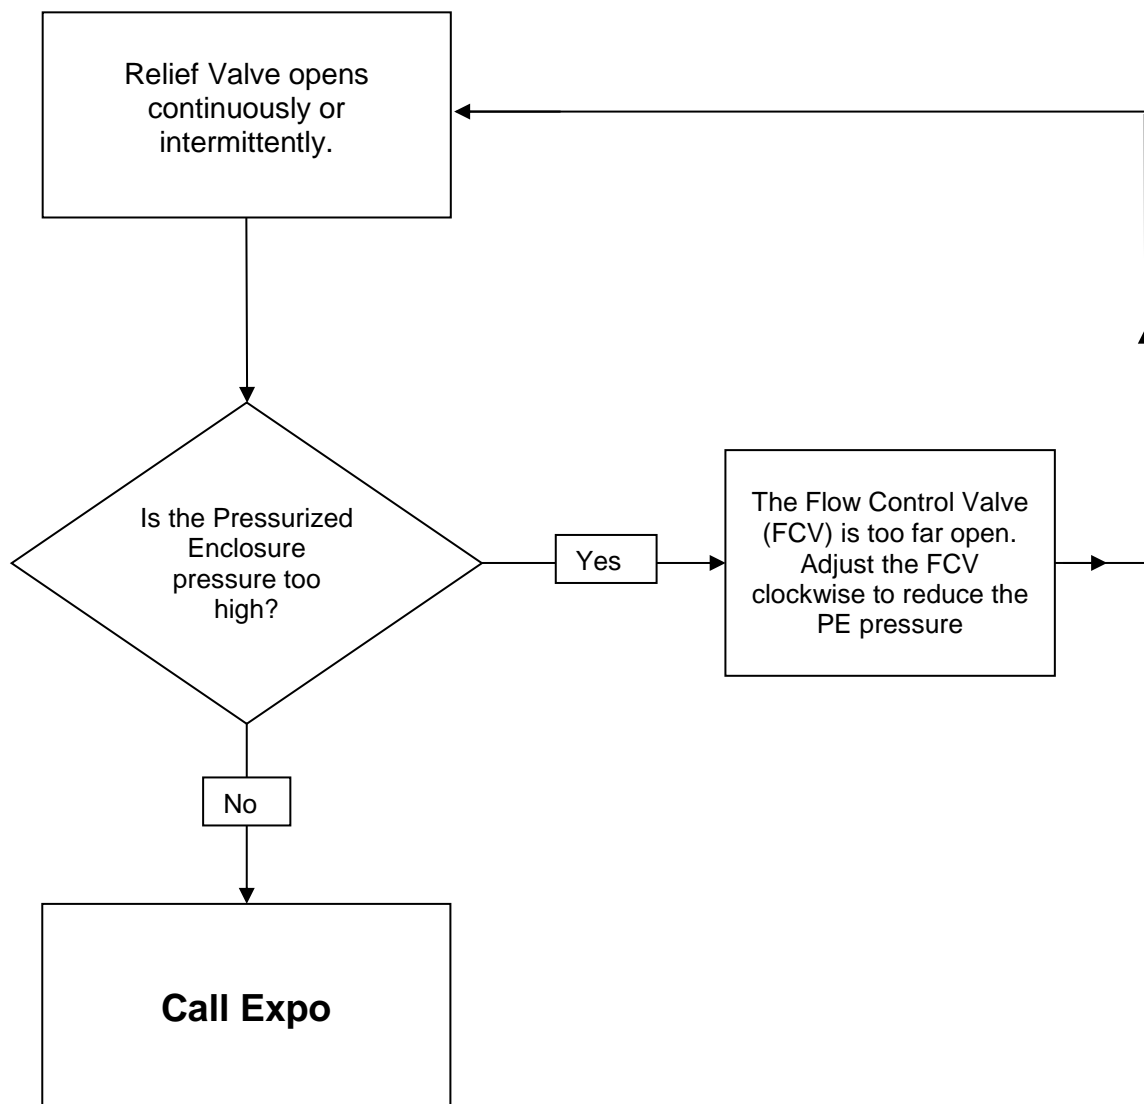 Relief Valve opens
continuously or
intermittently.
Is the Pressurized
Enclosure
pressure too
high?
Yes
The Flow Control Valve
(FCV) is too far open.
Adjust the FCV
clockwise to reduce the
PE pressure
No
Call Expo